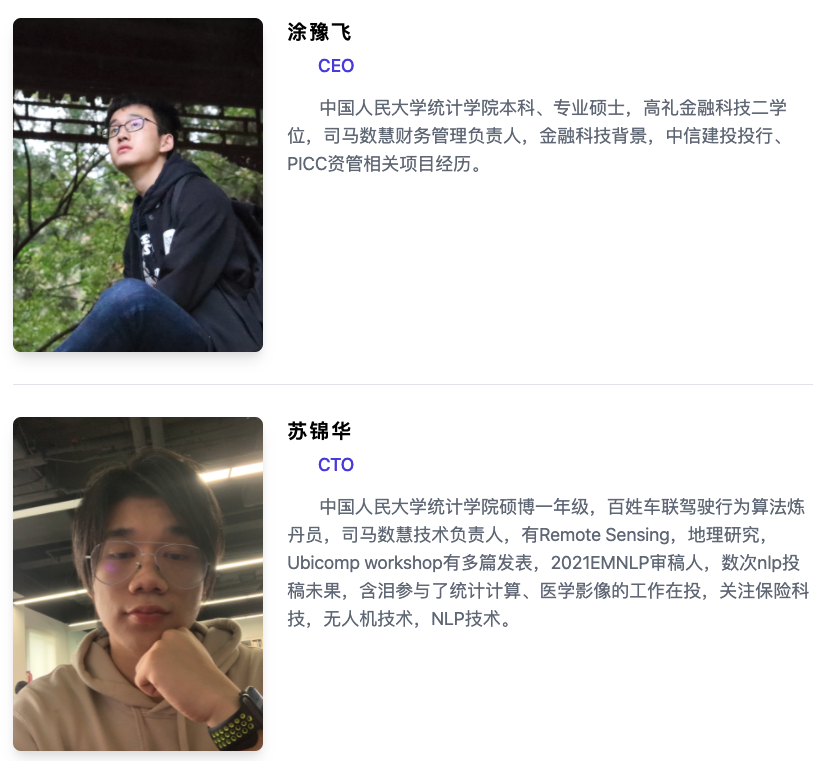 涂豫飞
CEO
中国人民大学统计学院本科、专业硕士，高礼金融科技二学
位，司马数慧财务管理负责人，金融科技背景，中信建投投行、
PICC资管相关项目经历。
苏锦华
CTO
中国人民大学统计学院硕博一年级，百姓车联驾驶行为算法炼
丹员，司马数慧技术负责人，有Remote Sensing，地理研究，
Ubicomp workshop有多篇发表，2021EMNLP审稿人，数次nlp投
稿未果，含泪参与了统计计算、医学影像的工作在投，关注保险科
技，无人机技术，NLP技术。